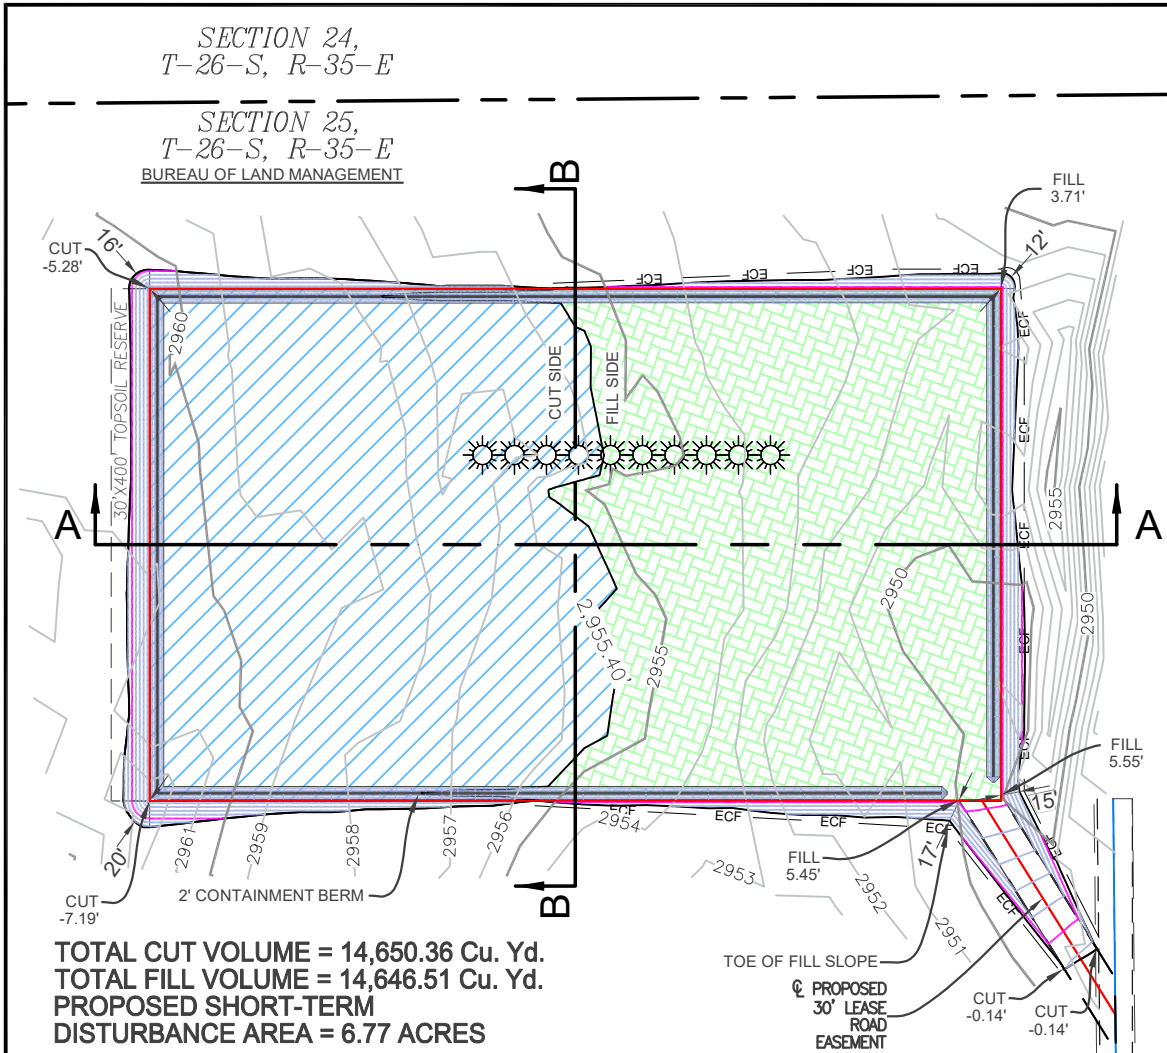 SECTION 24,
T-26-S, R-35-E
SECTION 25,
T-26-S, R-35-E
BUREAU OF LAND MANAGEMENT
B
FILL
3.71'
CUT
-5.28'
16'
12'
ECF
ECF
ECF
ECF
ECF
ECF
ECF
ECF
ECF
ECF
30'X400' TOPSOIL RESERVE
2960
CUT SIDE
FILL SIDE
A
A
2955
2950
2950
2,955.40'
2955
FILL
5.55'
15'
20'
2961
2959
2958
2957
2956
2954
ECF
ECF
ECF
ECF
ECF
ECF
17'
FILL
5.45'
2953
2952
2951
2' CONTAINMENT BERM
B
CUT
-7.19'
TOTAL CUT VOLUME = 14,650.36 Cu. Yd.
TOTAL FILL VOLUME = 14,646.51 Cu. Yd.
PROPOSED SHORT-TERM
DISTURBANCE AREA = 6.77 ACRES
TOE OF FILL SLOPE
℄ PROPOSED
30' LEASE
ROAD
EASEMENT
CUT
-0.14'
CUT
-0.14'